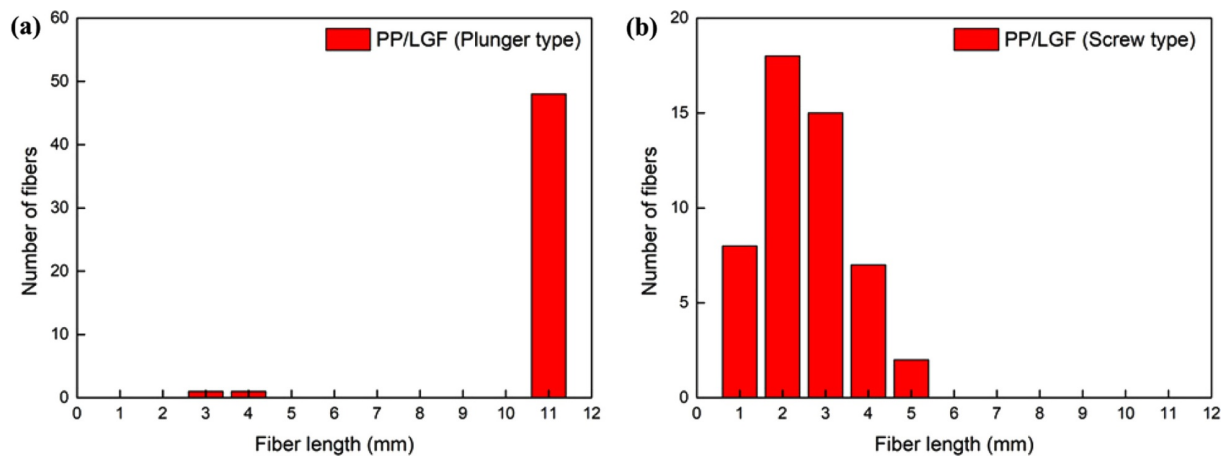 (a)
PP/LGF (Plunger type)
60
50
40
30
20
10
0
Number of fibers
0 1 2 3 4 5 6 7 8 9 10 11 12
Fiber length (mm)
(b)
PP/LGF (Screw type)
20
15
10
5
0
Number of fibers
0 1 2 3 4 5 6 7 8 9 10 11 12
Fiber length (mm)